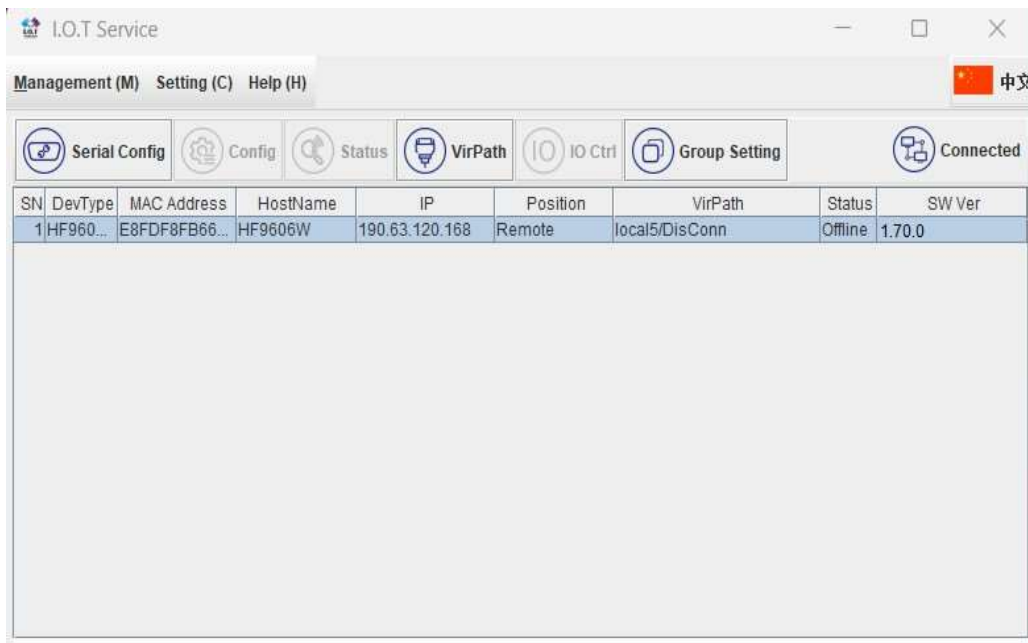 I.O.T Service
Management (M) Setting (C) Help (H) 中文
Serial Config Config Status VirPath IO IO Ctrl Group Setting Connected
SN DevType MAC Address HostName IP Position VirPath Status SW Ver
1 HF960... E8FDF8FB66... HF9606W 190.63.120.168 Remote local5/DisConn Offline 1.70.0